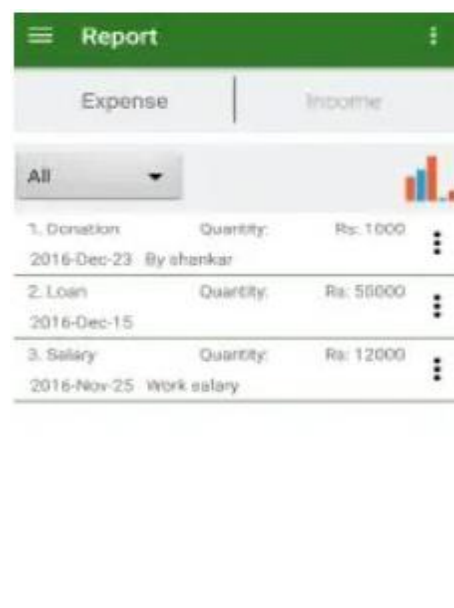 Report
Expense Income
All
1. Donation Quantity: Rs: 1000
2016-Dec-23 By shankar
2. Loan Quantity: Rs: 50000
2016-Dec-15
3. Salary Quantity: Rs: 12000
2016-Nov-25 Work salary